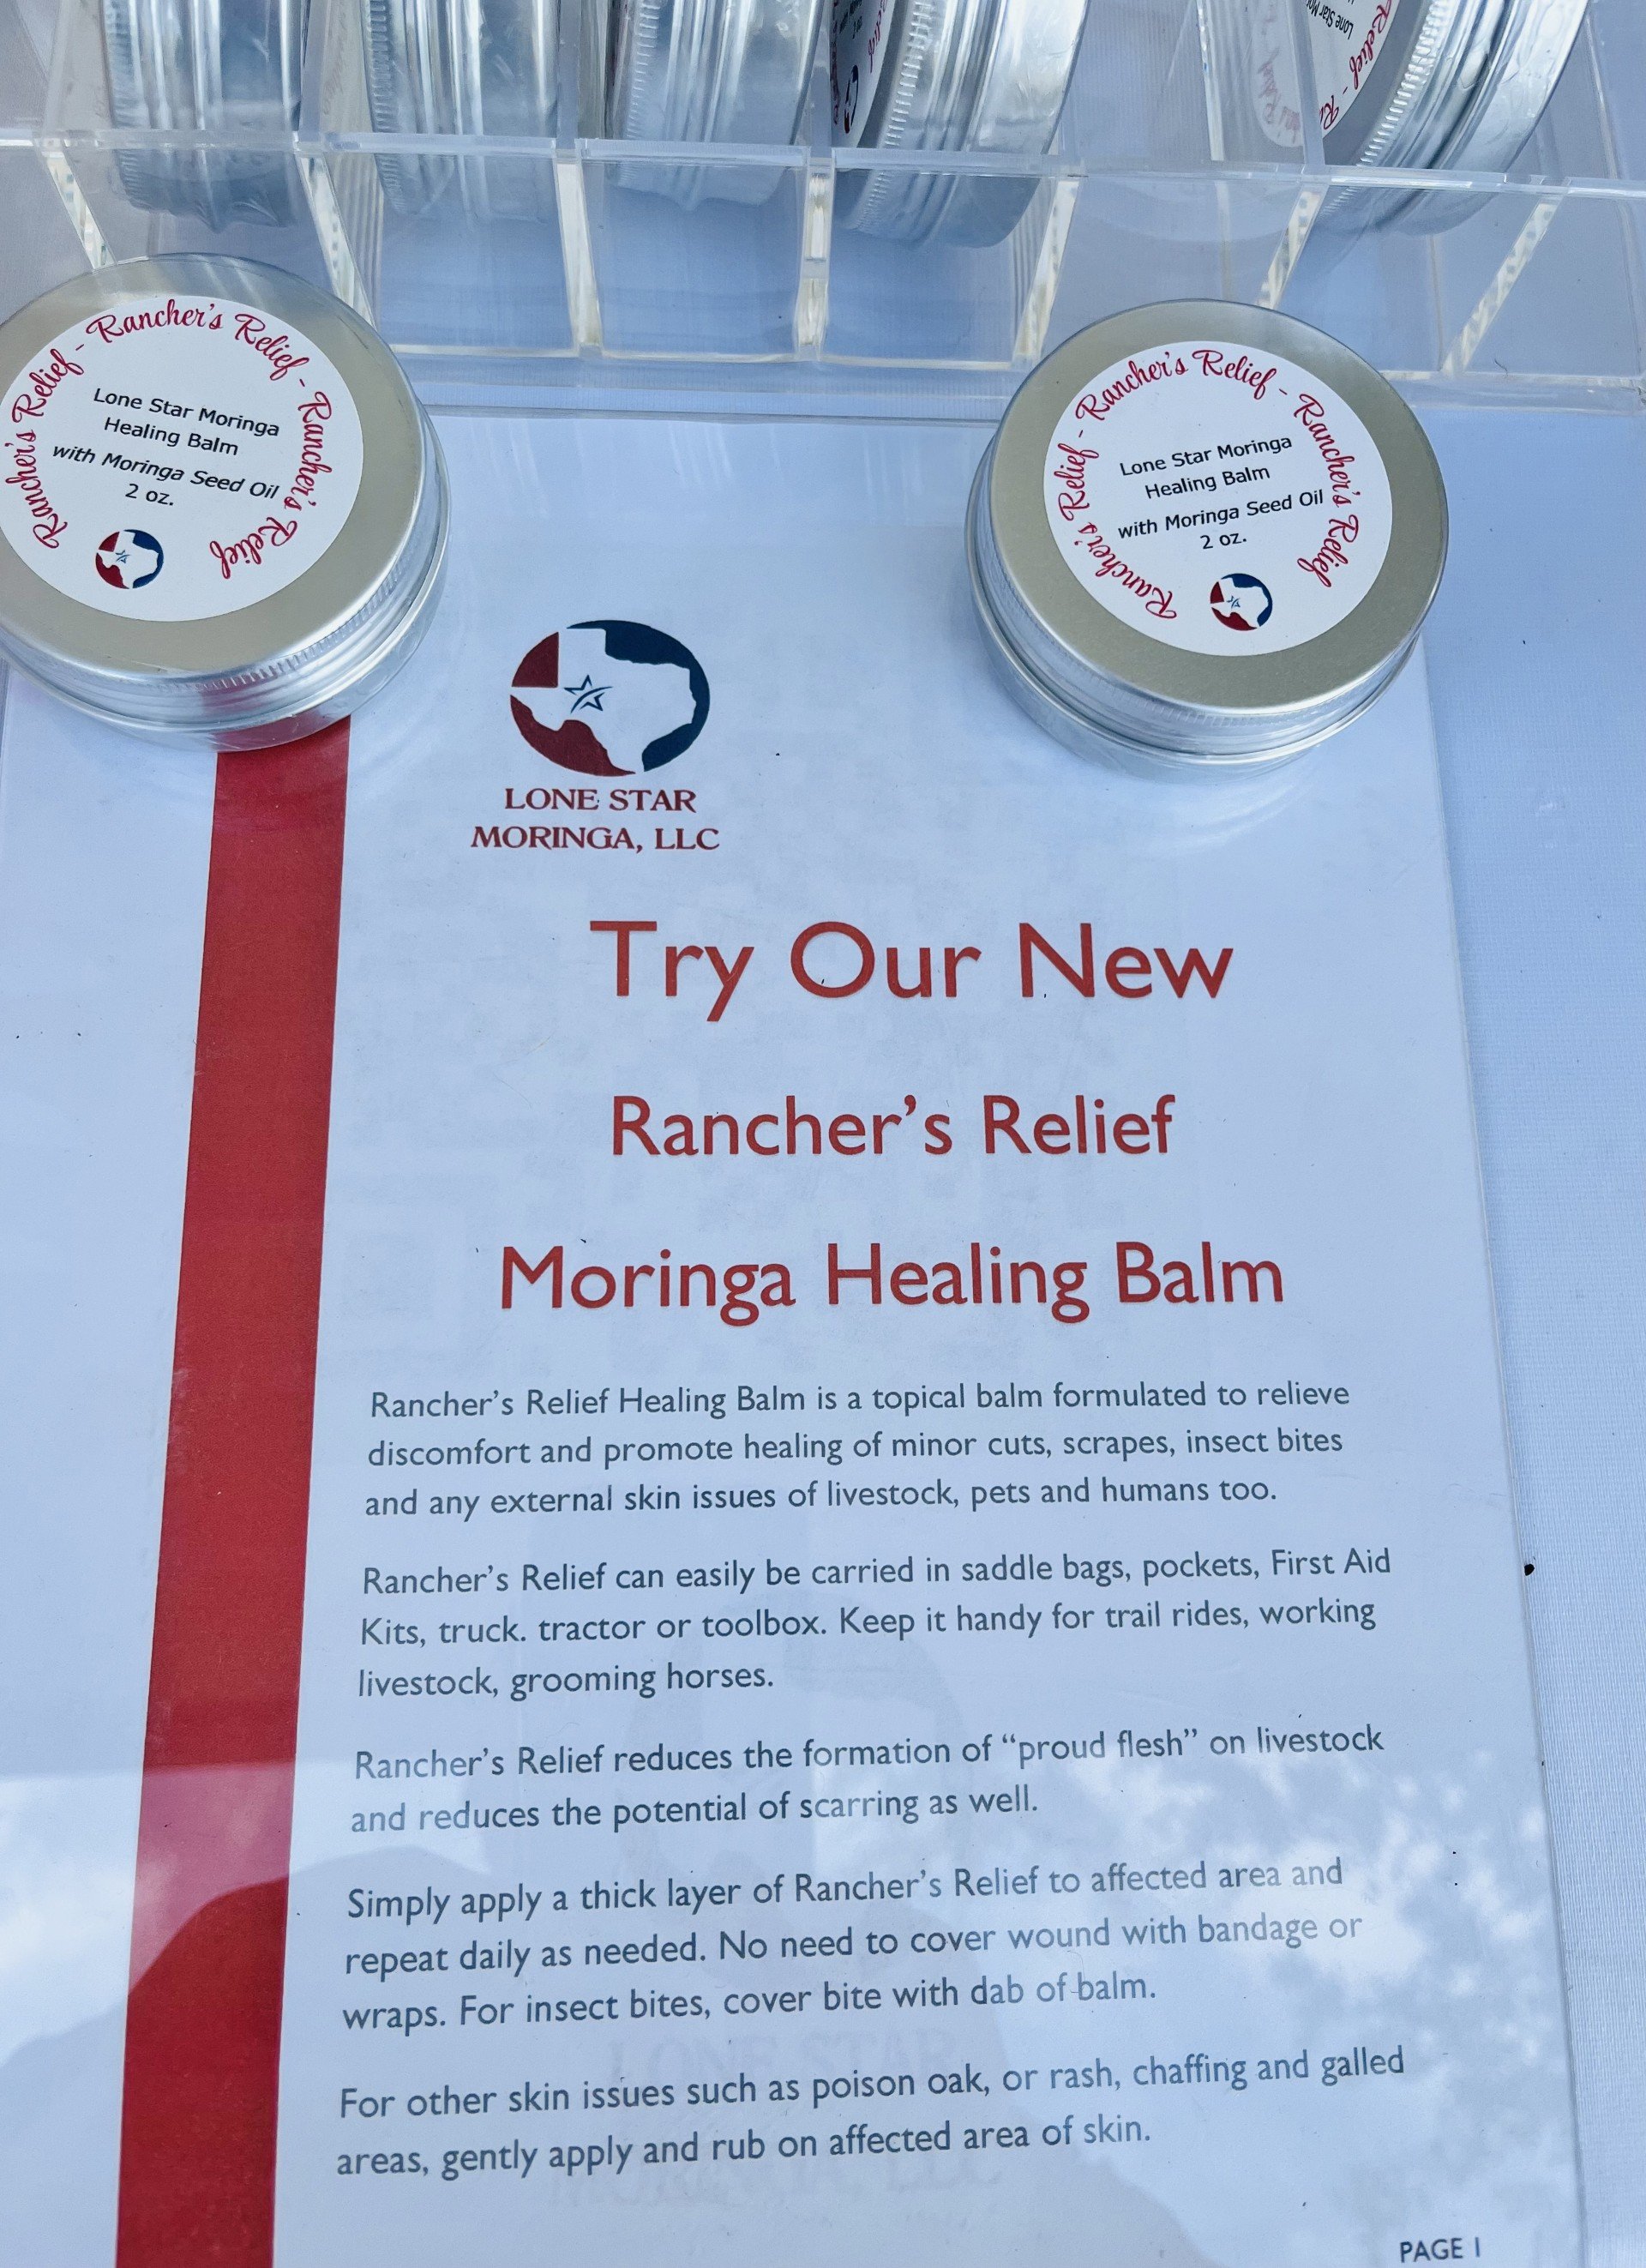 Lone Star Mo
Relief -
Rancher's Relief - Rancher's Relief - Rancher's Relief
Lone Star Moringa
Healing Balm
with Moringa Seed Oil
2 oz.
Rancher's Relief - Rancher's Relief - Rancher's Relief
Lone Star Moringa
Healing Balm
with Moringa Seed Oil
2 oz.
LONE STAR
MORINGA, LLC
Try Our New
Rancher's Relief
Moringa Healing Balm
Rancher's Relief Healing Balm is a topical balm formulated to relieve
discomfort and promote healing of minor cuts, scrapes, insect bites
and any external skin issues of livestock, pets and humans too.
Rancher's Relief can easily be carried in saddle bags, pockets, First Aid
Kits, truck. tractor or toolbox. Keep it handy for trail rides, working
livestock, grooming horses.
Rancher's Relief reduces the formation of “proud flesh” on livestock
and reduces the potential of scarring as well.
Simply apply a thick layer of Rancher's Relief to affected area and
repeat daily as needed. No need to cover wound with bandage or
wraps. For insect bites, cover bite with dab of balm.
For other skin issues such as poison oak, or rash, chaffing and galled
areas, gently apply and rub on affected area of skin.
PAGE 1